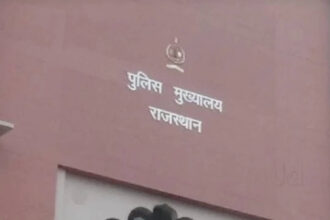 पुलिस मुख्यालय
राजस्थान